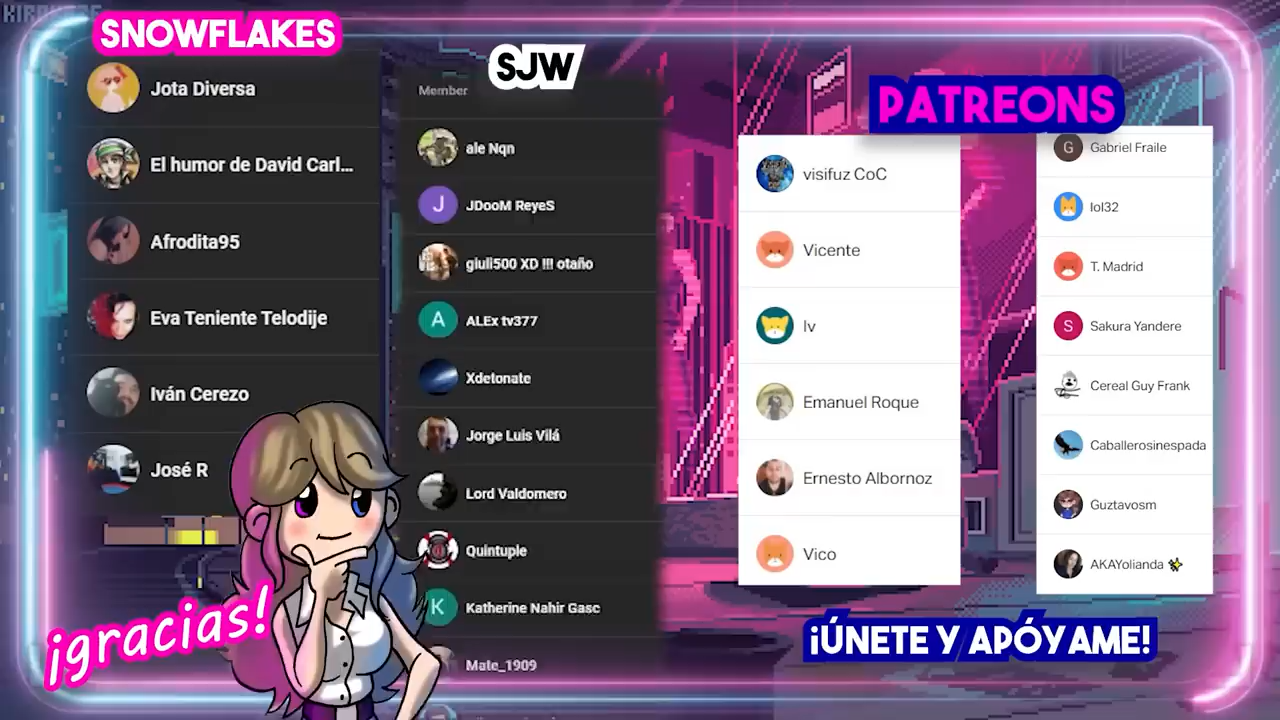 SNOWFLAKES
Jota Diversa
El humor de David Carl...
Afrodita95
Eva Teniente Telodije
Iván Cerezo
José R
¡gracias!
SJW
Member
ale Nqn
J
JDooM ReyeS
giuli500 XD !!! otaño
A
ALEx tv377
Xdetonate
Jorge Luis Vilá
Lord Valdomero
Quintuple
K
Katherine Nahir Gasc
Mate_1909
PATREONS
visifuz CoC
Vicente
Iv
Emanuel Roque
Ernesto Albornoz
Vico
G
Gabriel Fraile
lol32
T. Madrid
S
Sakura Yandere
Cereal Guy Frank
Caballerosinespada
Guztavosm
AKAYolianda ✨
¡ÚNETE Y APÓYAME!